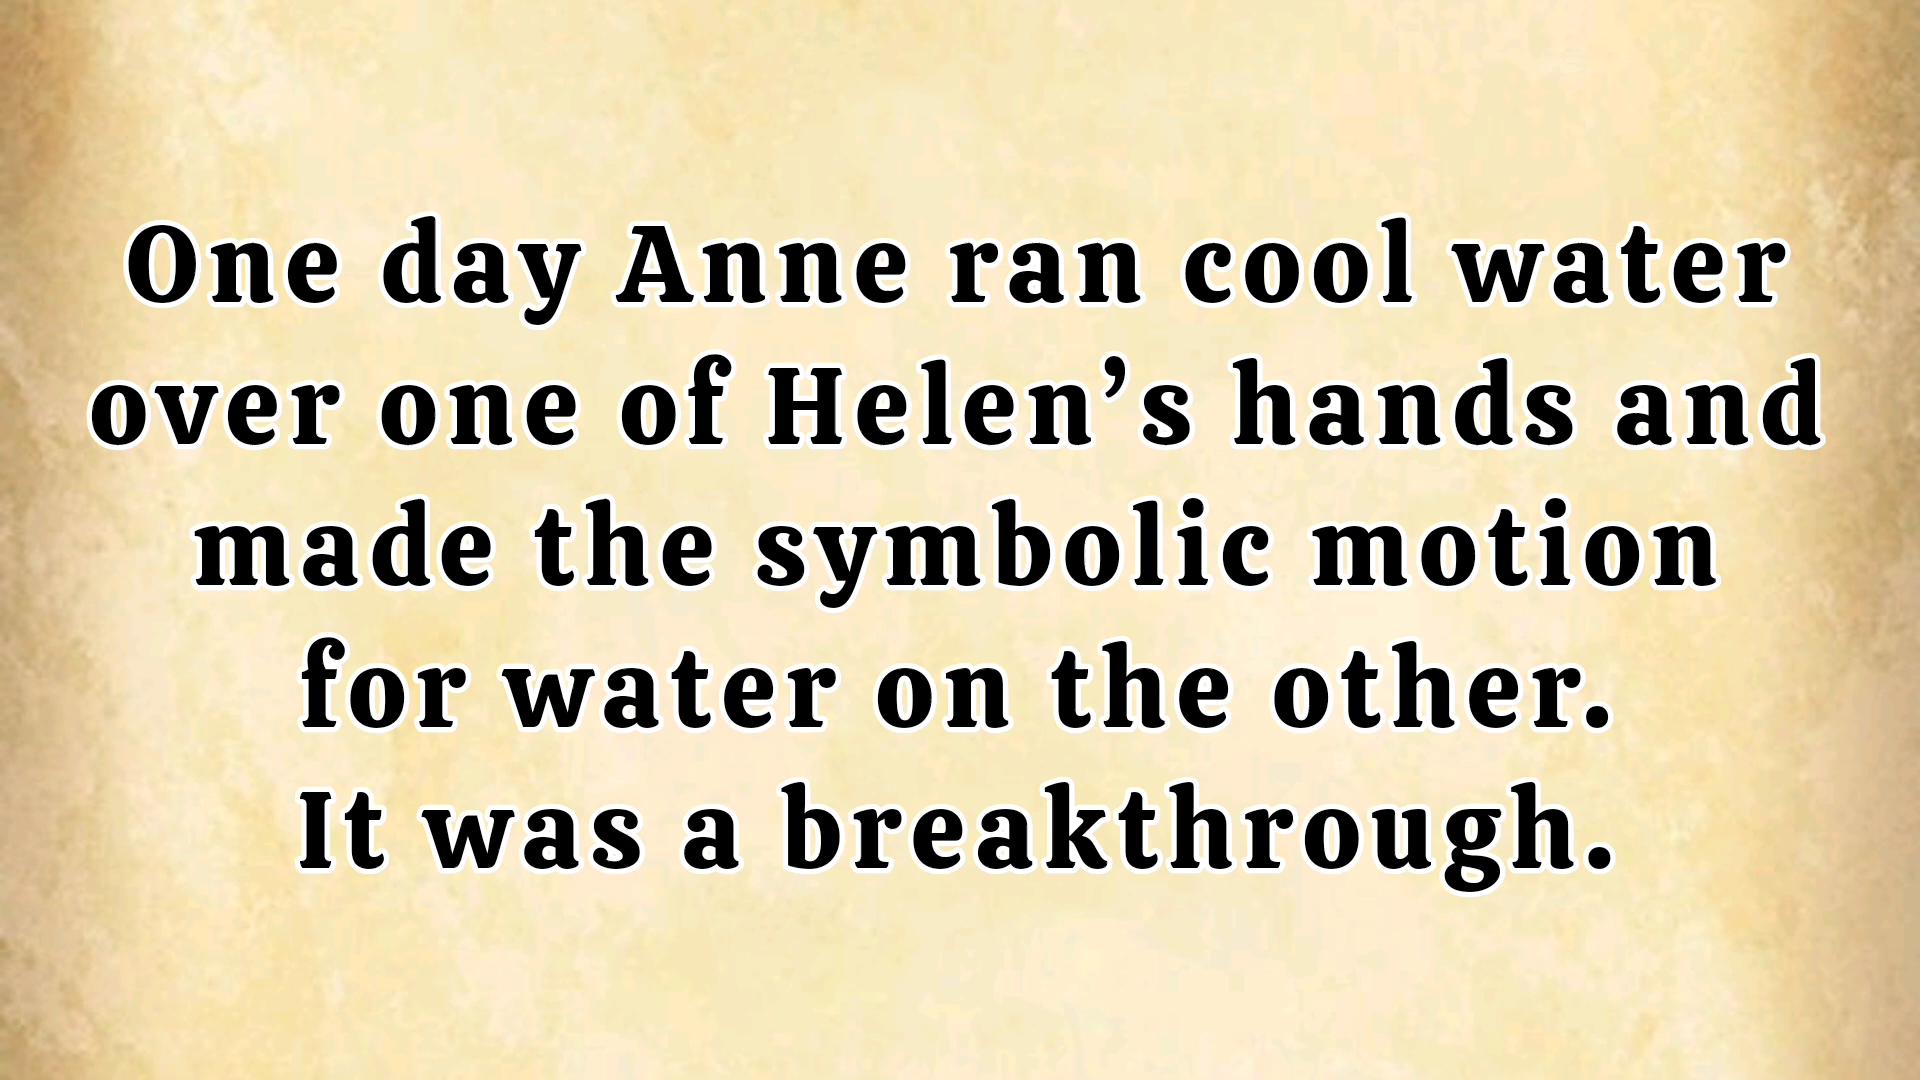 One day Anne ran cool water
over one of Helen’s hands and
made the symbolic motion
for water on the other.
It was a breakthrough.